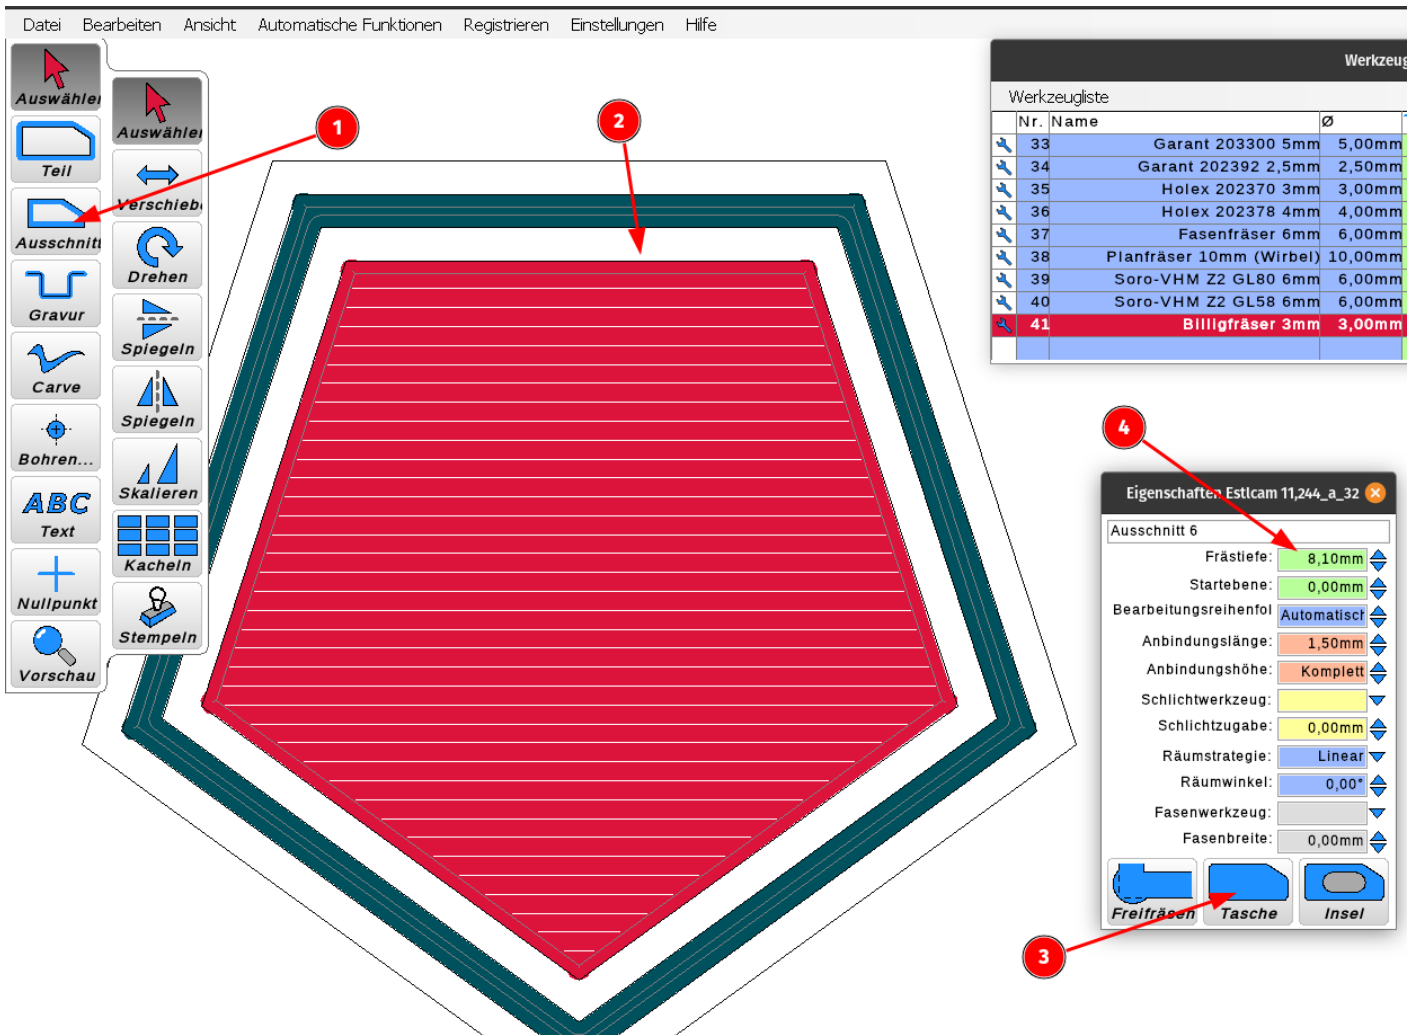 Datei Bearbeiten Ansicht Automatische Funktionen Registrieren Einstellungen Hilfe
Auswähler
Teil
Ausschnitt
Gravur
Carve
Bohren...
ABC
Text
Nullpunkt
Vorschau
Auswähler
Verschieb
Drehen
Spiegeln
Spiegeln
Skalieren
Kacheln
Stempeln
1
2
Werkzeug
Werkzeugliste
Nr. Name Ø
33 Garant 203300 5mm 5,00mm
34 Garant 202392 2,5mm 2,50mm
35 Holex 202370 3mm 3,00mm
36 Holex 202378 4mm 4,00mm
37 Fasenfräser 6mm 6,00mm
38 Planfräser 10mm (Wirbel) 10,00mm
39 Soro-VHM Z2 GL80 6mm 6,00mm
40 Soro-VHM Z2 GL58 6mm 6,00mm
41 Billigfräser 3mm 3,00mm
4
Eigenschaften Estlcam 11,244_a_32
Ausschnitt 6
Frästiefe: 8,10mm
Startebene: 0,00mm
Bearbeitungsreihenfol Automatisch
Anbindungslänge: 1,50mm
Anbindungshöhe: Komplett
Schlichtwerkzeug:
Schlichtzugabe: 0,00mm
Räumstrategie: Linear
Räumwinkel: 0,00°
Fasenwerkzeug:
Fasenbreite: 0,00mm
Freifräsen Tasche Insel
3